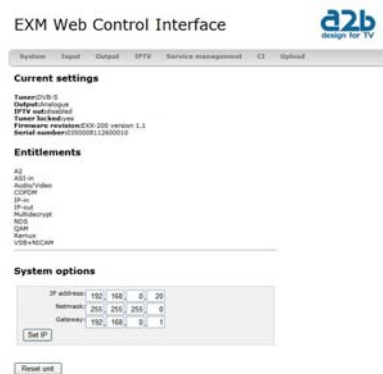 EXM Web Control Interface
a2b
design for TV
System Input Output IPTV Service management CI Upload
Current settings
Tuner:DVB-S
Output:Analogue
IPTV out:disabled
Tuner locked:yes
Firmware revision:EXX-200 version 1.1
Serial number:0350008112600010
Entitlements
A2
ASI-in
Audio/Video
COFDM
IP-in
IP-out
Multidecrypt
NDS
QAM
Remux
VSB+NICAM
System options
IP address: 192. 168. 0. 20
Netmask: 255. 255. 255. 0
Gateway: 192. 168. 0. 1
Set IP
Reset unit